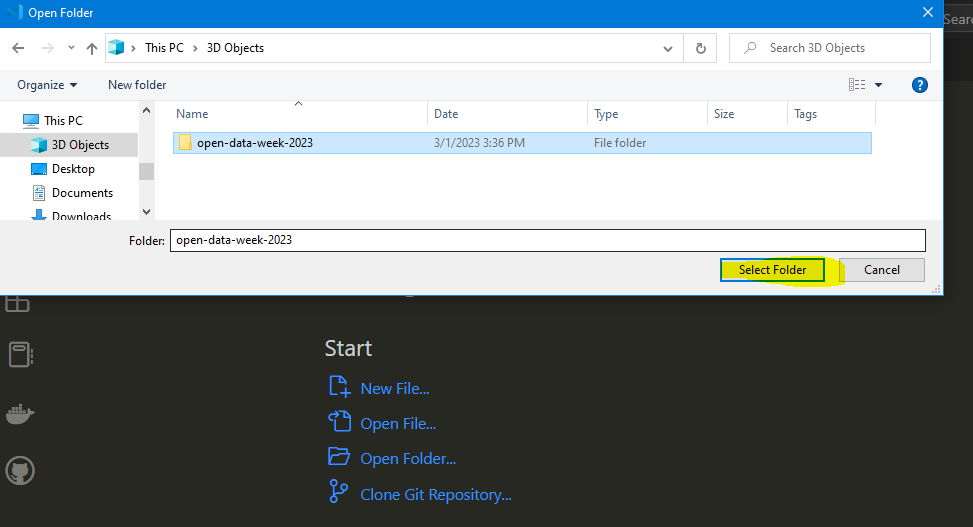 Open Folder
Sear
This PC
3D Objects
Search 3D Objects
Organize
New folder
?
Name
Date
Type
Size
Tags
This PC
3D Objects
Desktop
Documents
Downloads
open-data-week-2023
3/1/2023 3:36 PM
File folder
Folder:
open-data-week-2023
Select Folder
Cancel
Start
New File...
Open File...
Open Folder...
Clone Git Repository...